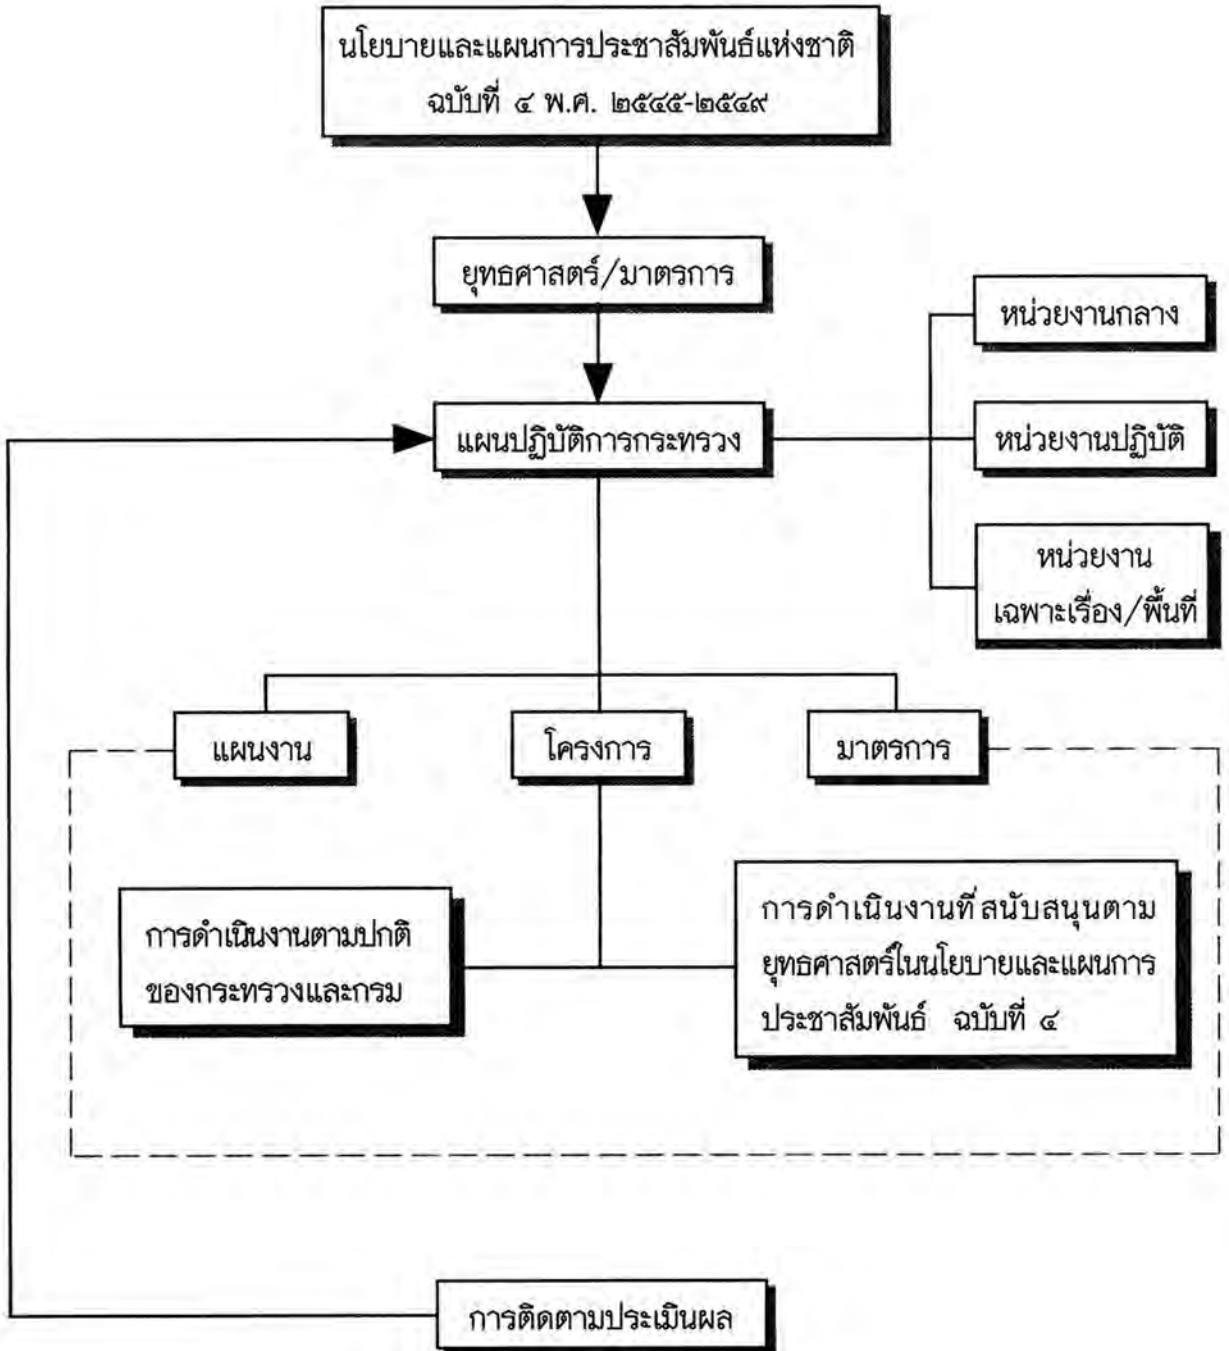 นโยบายและแผนการประชาสัมพันธ์แห่งชาติ
ฉบับที่ ๔ พ.ศ. ๒๕๔๕-๒๕๔๙
ยุทธศาสตร์/มาตรการ
หน่วยงานกลาง
แผนปฏิบัติการกระทรวง
หน่วยงานปฏิบัติ
หน่วยงาน
เฉพาะเรื่อง/พื้นที่
แผนงาน
โครงการ
มาตรการ
การดำเนินงานตามปกติ
ของกระทรวงและกรม
การดำเนินงานที่สนับสนุนตาม
ยุทธศาสตร์ในนโยบายและแผนการ
ประชาสัมพันธ์ ฉบับที่ ๔
การติดตามประเมินผล